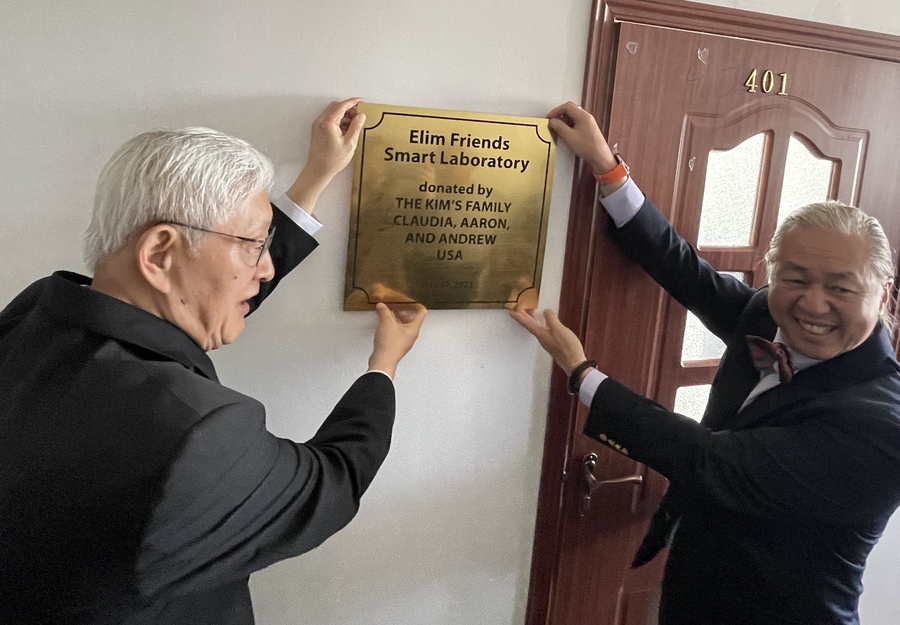 Elim Friends
Smart Laboratory
donated by
THE KIM'S FAMILY
CLAUDIA, AARON,
AND ANDREW
USA
401